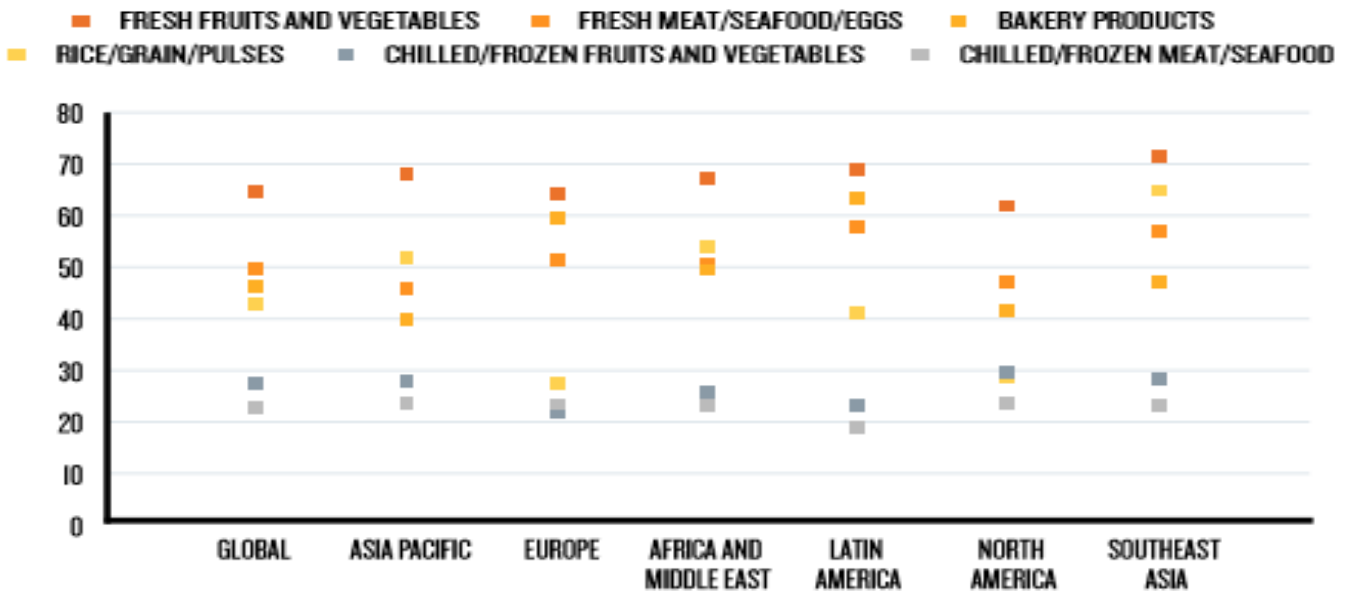 FRESH FRUITS AND VEGETABLES FRESH MEAT/SEAFOOD/EGGS BAKERY PRODUCTS
RICE/GRAIN/PULSES CHILLED/FROZEN FRUITS AND VEGETABLES CHILLED/FROZEN MEAT/SEAFOOD
80
70
60
50
40
30
20
10
0
GLOBAL ASIA PACIFIC EUROPE AFRICA AND LATIN NORTH SOUTHEAST
MIDDLE EAST AMERICA AMERICA ASIA